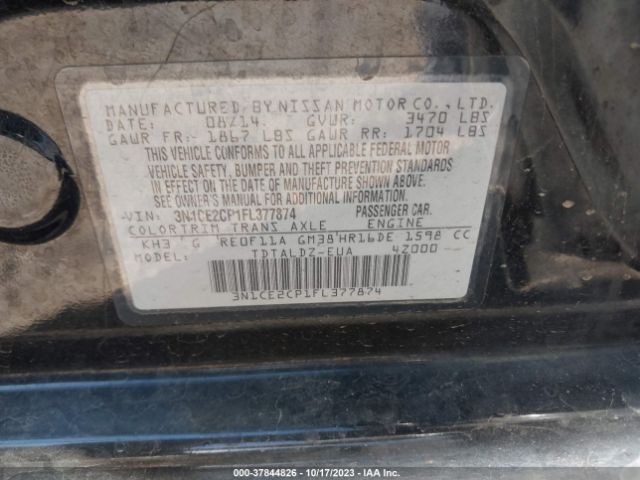 MANUFACTURED BY NISSAN MOTOR CO., LTD.
DATE: 08/14 GVWR: 3470 LBS
GAWR FR: 1867 LBS GAWR RR: 1704 LBS
THIS VEHICLE CONFORMS TO ALL APPLICABLE FEDERAL MOTOR
VEHICLE SAFETY, BUMPER AND THEFT PREVENTION STANDARDS
IN EFFECT ON THE DATE OF MANUFACTURE SHOWN ABOVE.
SEE OWNER'S MANUAL FOR ADDITIONAL INFORMATION.
VIN: 3N1CE2CP1FL377874 PASSENGER CAR.
COLOR TRIM TRANS AXLE ENGINE
KH3 G RE0F11A GM38 HR16DE 1598 CC
MODEL: TDTALDZ-EUA 42000
3N1CE2CP1FL377874
000-37844826 - 10/17/2023 - IAA Inc.